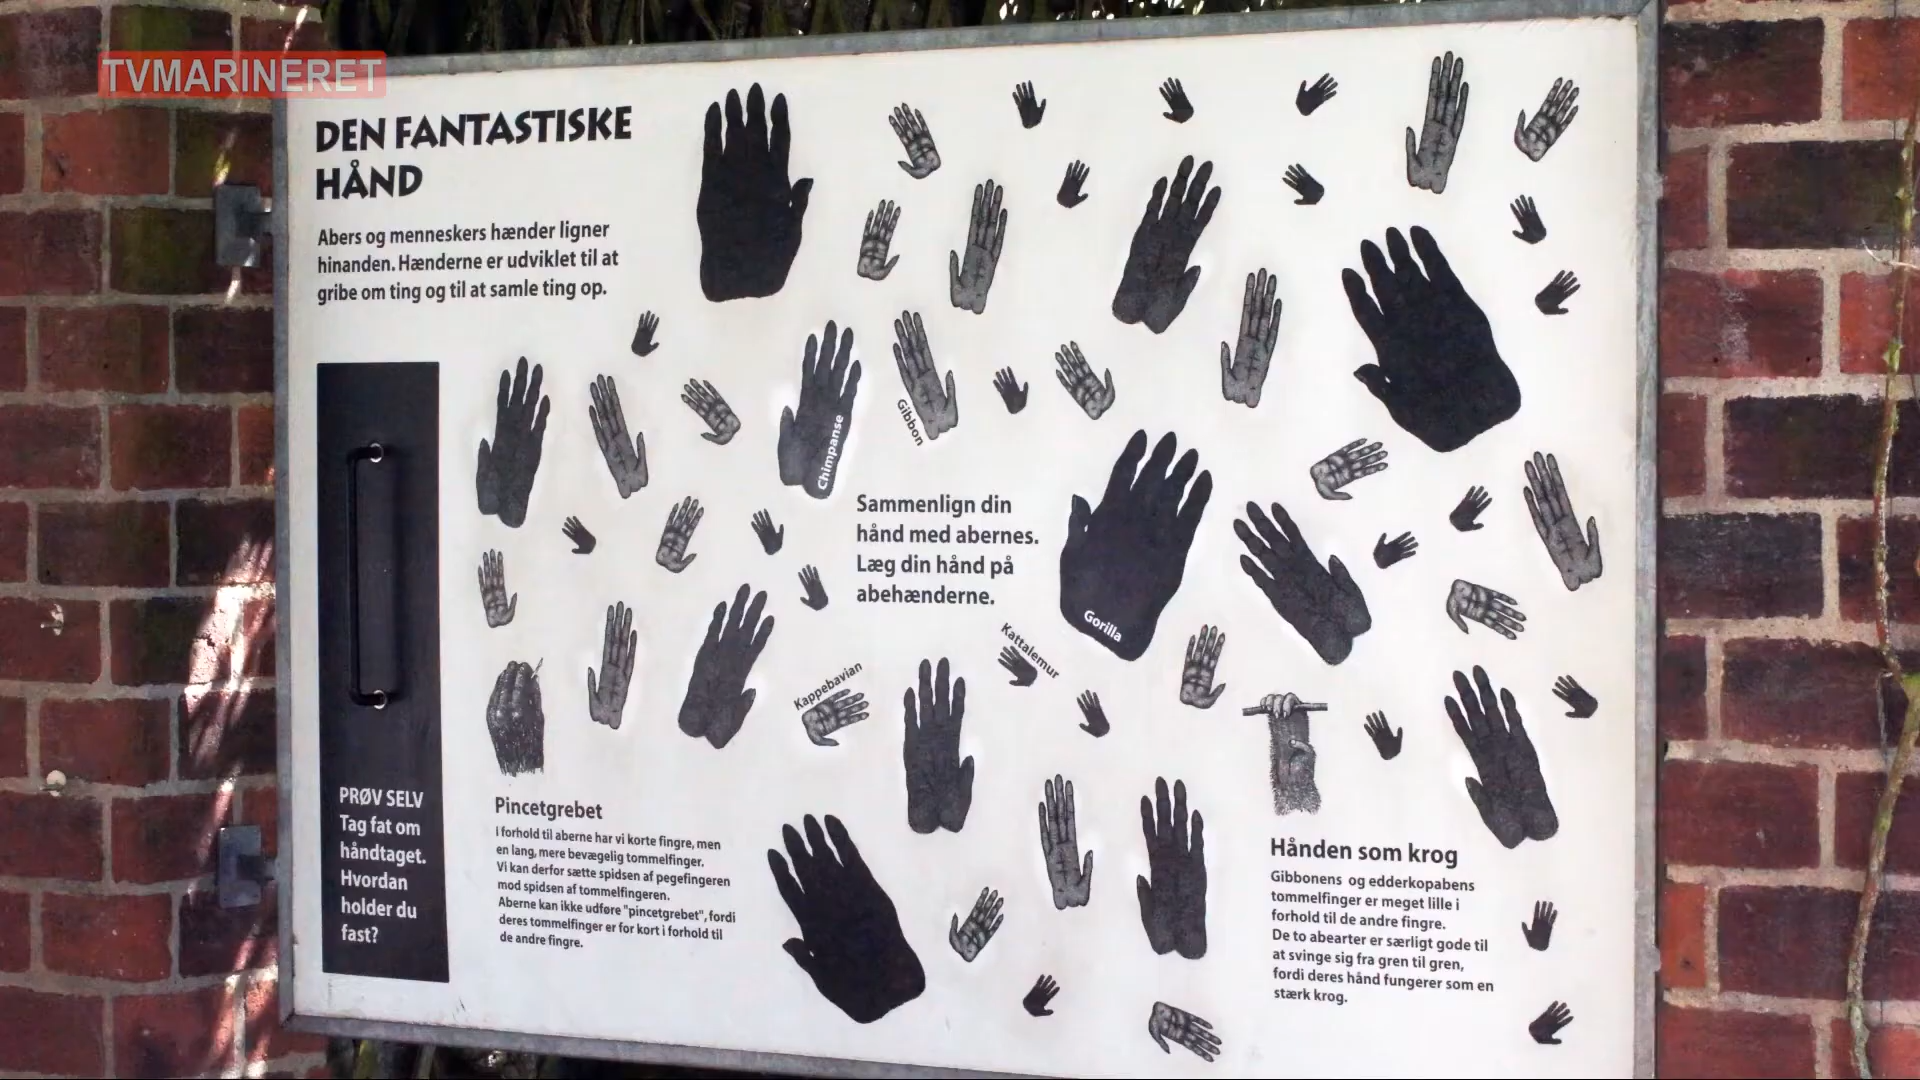 TVMARINERET
DEN FANTASTISKE
HÅND
Abers og menneskers hænder ligner
hinanden. Hænderne er udviklet til at
gribe om ting og til at samle ting op.
Chimpanse
Gibbon
Sammenlign din
hånd med abernes.
Læg din hånd på
abehænderne.
Gorilla
Kattalemur
Kappebavian
PRØV SELV
Tag fat om
håndtaget.
Hvordan
holder du
fast?
Pincetgrebet
I forhold til aberne har vi korte fingre, men
en lang, mere bevægelig tommelfinger.
Vi kan derfor sætte spidsen af pegefingeren
mod spidsen af tommelfingeren.
Aberne kan ikke udføre "pincetgrebet", fordi
deres tommelfinger er for kort i forhold til
de andre fingre.
Hånden som krog
Gibbonens og edderkopabens
tommelfinger er meget lille i
forhold til de andre fingre.
De to abearter er særligt gode til
at svinge sig fra gren til gren,
fordi deres hånd fungerer som en
stærk krog.